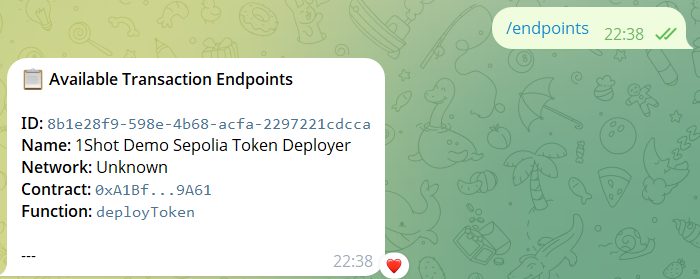 /endpoints 22:38
📋 Available Transaction Endpoints
ID: 8b1e28f9-598e-4b68-acfa-2297221cdcca
Name: 1Shot Demo Sepolia Token Deployer
Network: Unknown
Contract: 0xA1Bf...9A61
Function: deployToken
---
22:38